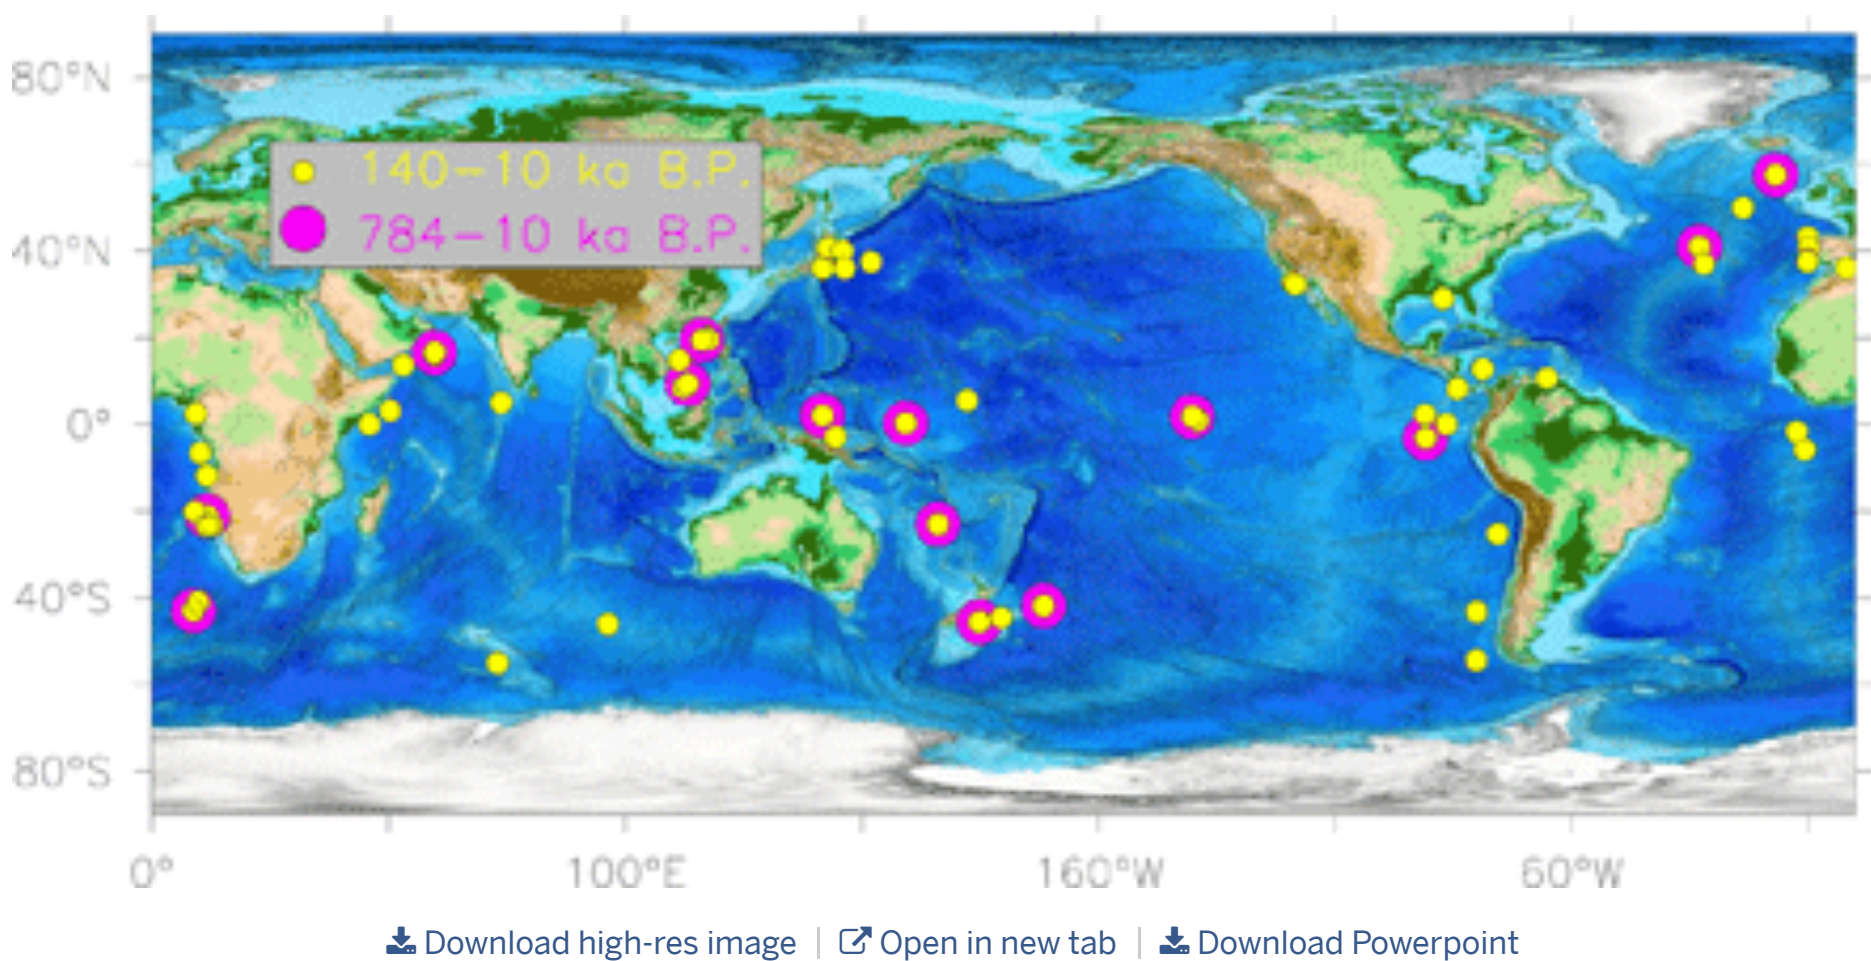 80°N
140−10 ka B.P.
784−10 ka B.P.
40°N
0°
40°S
80°S
0° 100°E 160°W 60°W
Download high-res image | Open in new tab | Download Powerpoint